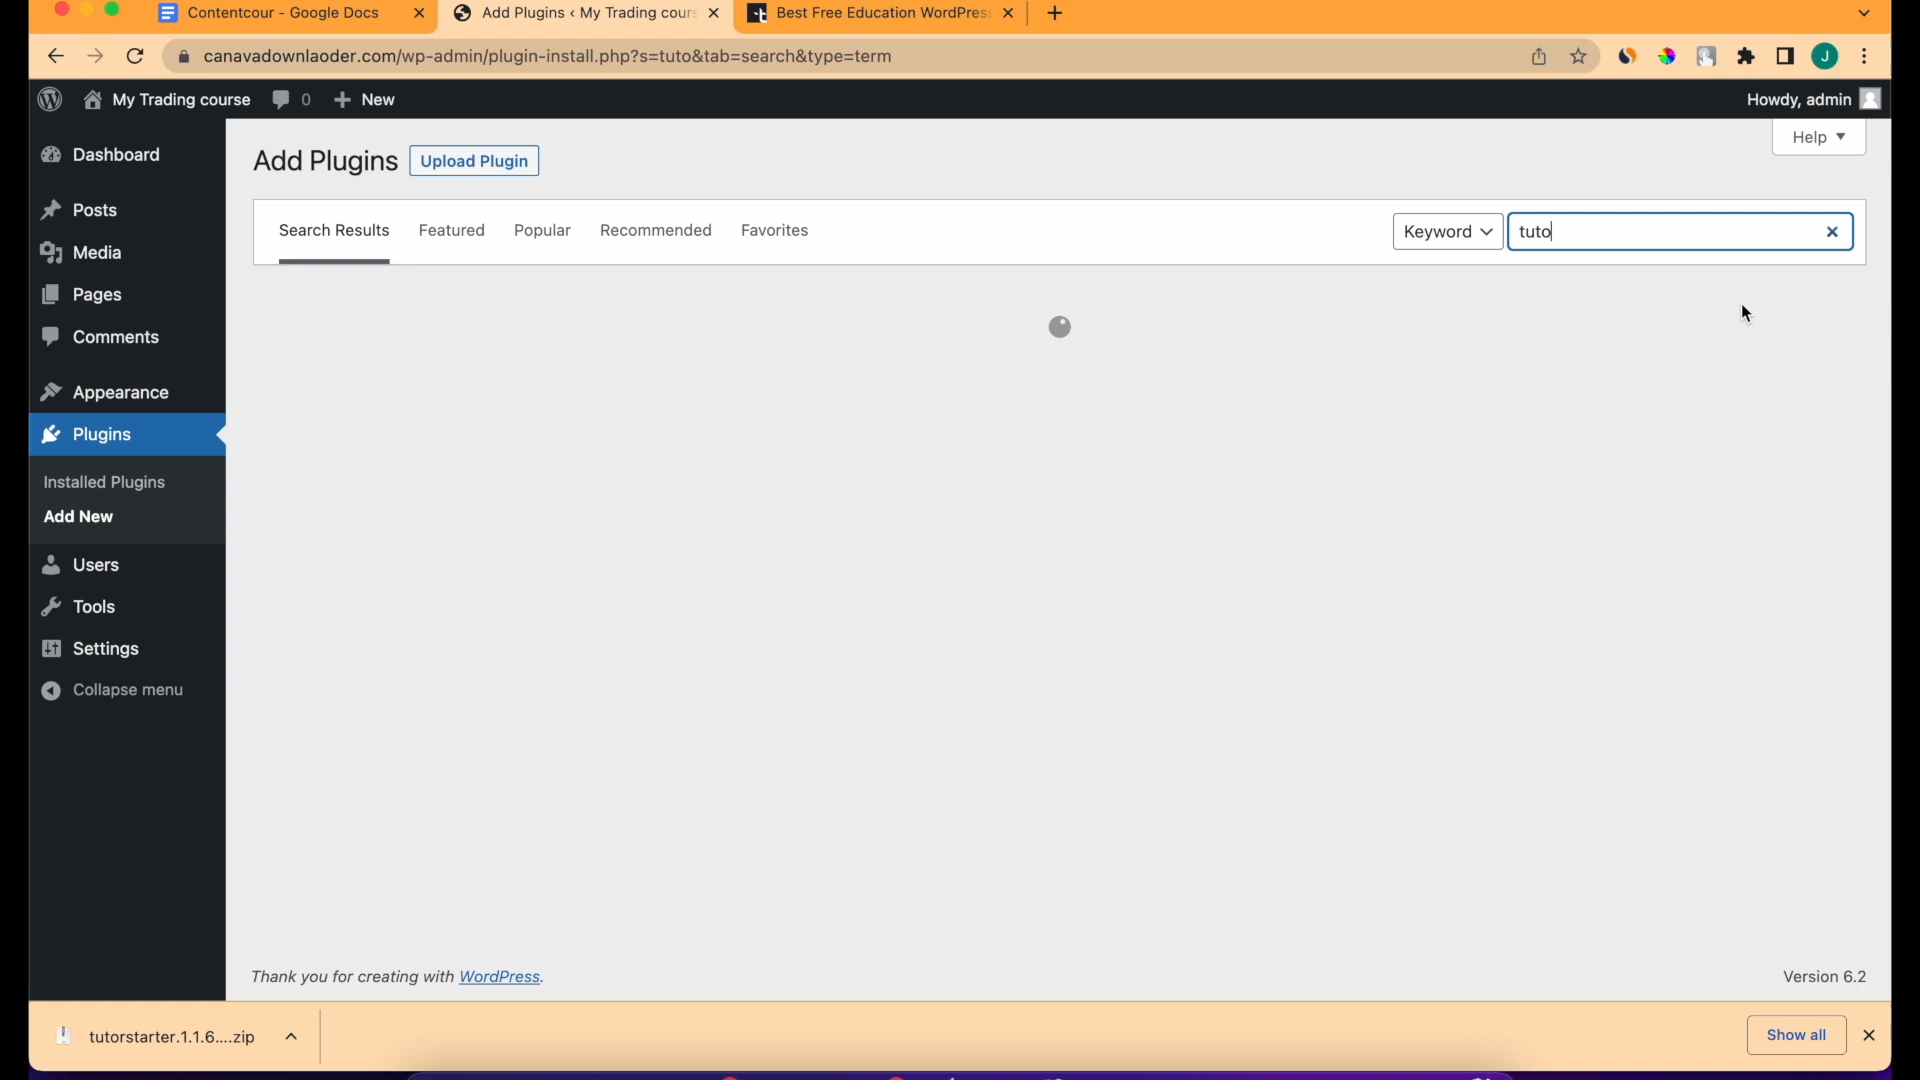 Contentcour - Google Docs
Add Plugins ‹ My Trading cours
Best Free Education WordPress
canavadownlaoder.com/wp-admin/plugin-install.php?s=tuto&tab=search&type=term
J
My Trading course
0
New
Howdy, admin
Help
Dashboard
Posts
Media
Pages
Comments
Appearance
Plugins
Installed Plugins
Add New
Users
Tools
Settings
Collapse menu
Add Plugins
Upload Plugin
Search Results
Featured
Popular
Recommended
Favorites
Keyword
tuto
Thank you for creating with WordPress.
Version 6.2
tutorstarter.1.1.6....zip
Show all